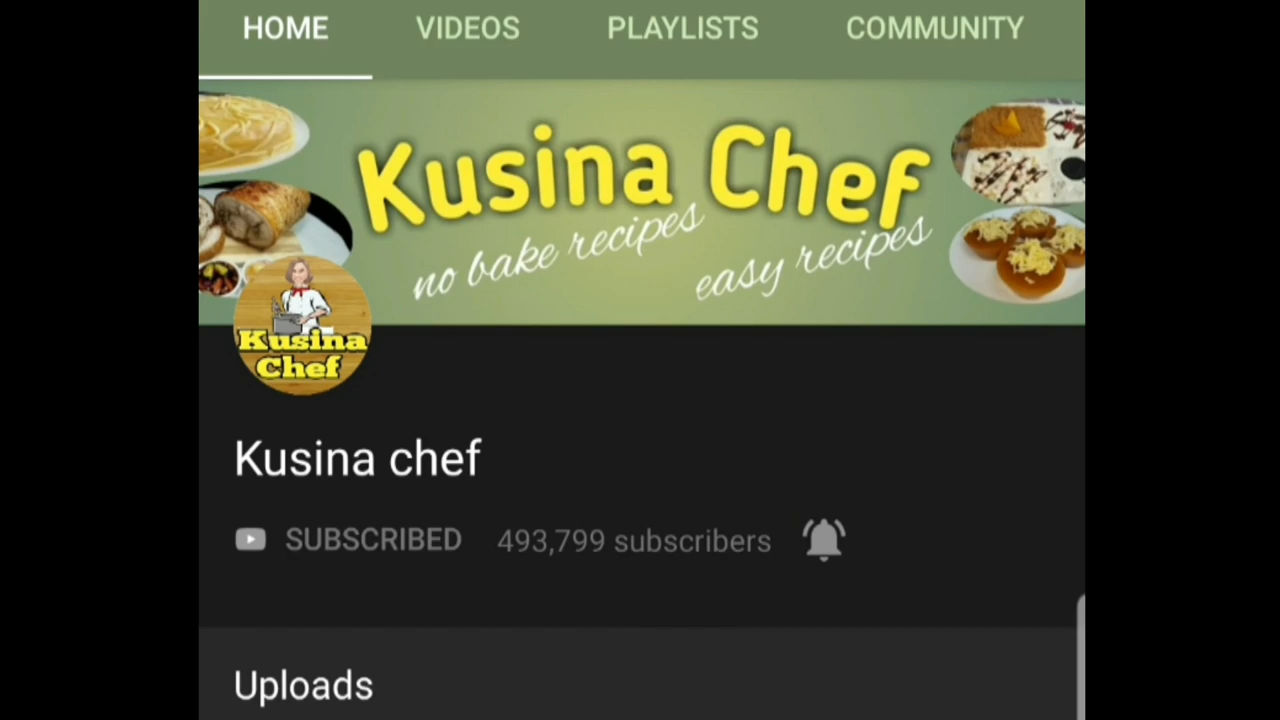 HOME VIDEOS PLAYLISTS COMMUNITY
Kusina Chef
no bake recipes
easy recipes
Kusina
Chef
Kusina chef
SUBSCRIBED 493,799 subscribers
Uploads